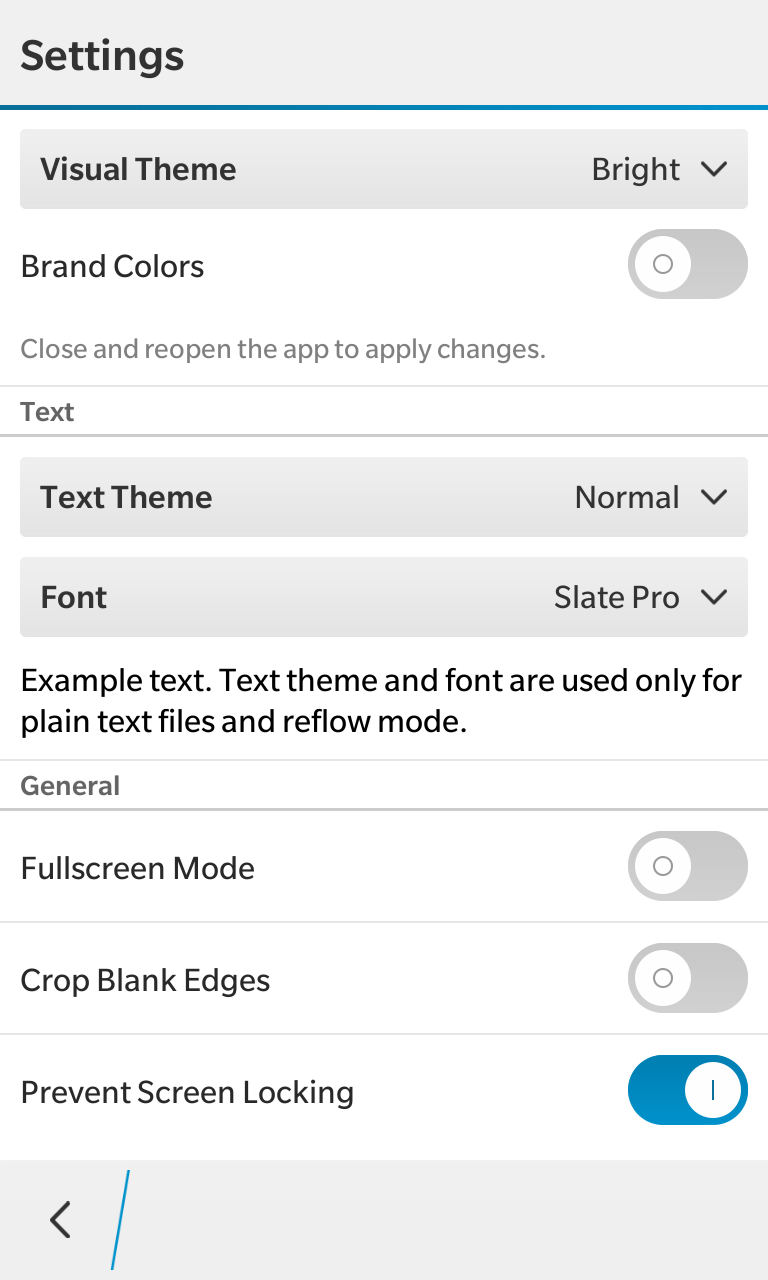 Settings
Visual Theme Bright
Brand Colors
Close and reopen the app to apply changes.
Text
Text Theme Normal
Font Slate Pro
Example text. Text theme and font are used only for
plain text files and reflow mode.
General
Fullscreen Mode
Crop Blank Edges
Prevent Screen Locking